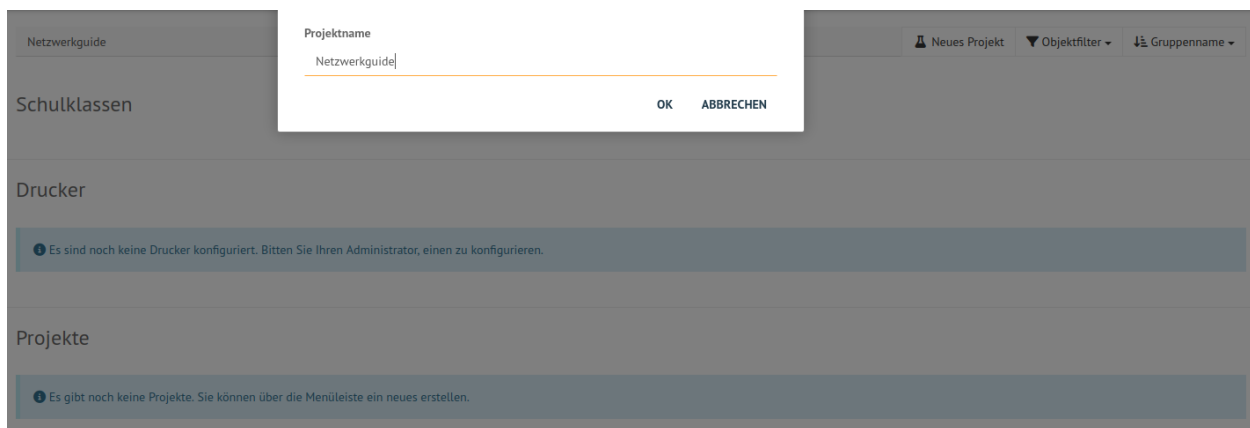 Projektname
Netzwerkguide
OK ABBRECHEN
Netzwerkguide Neues Projekt Objektfilter Gruppenname
Schulklassen
Drucker
Es sind noch keine Drucker konfiguriert. Bitten Sie Ihren Administrator, einen zu konfigurieren.
Projekte
Es gibt noch keine Projekte. Sie können über die Menüleiste ein neues erstellen.